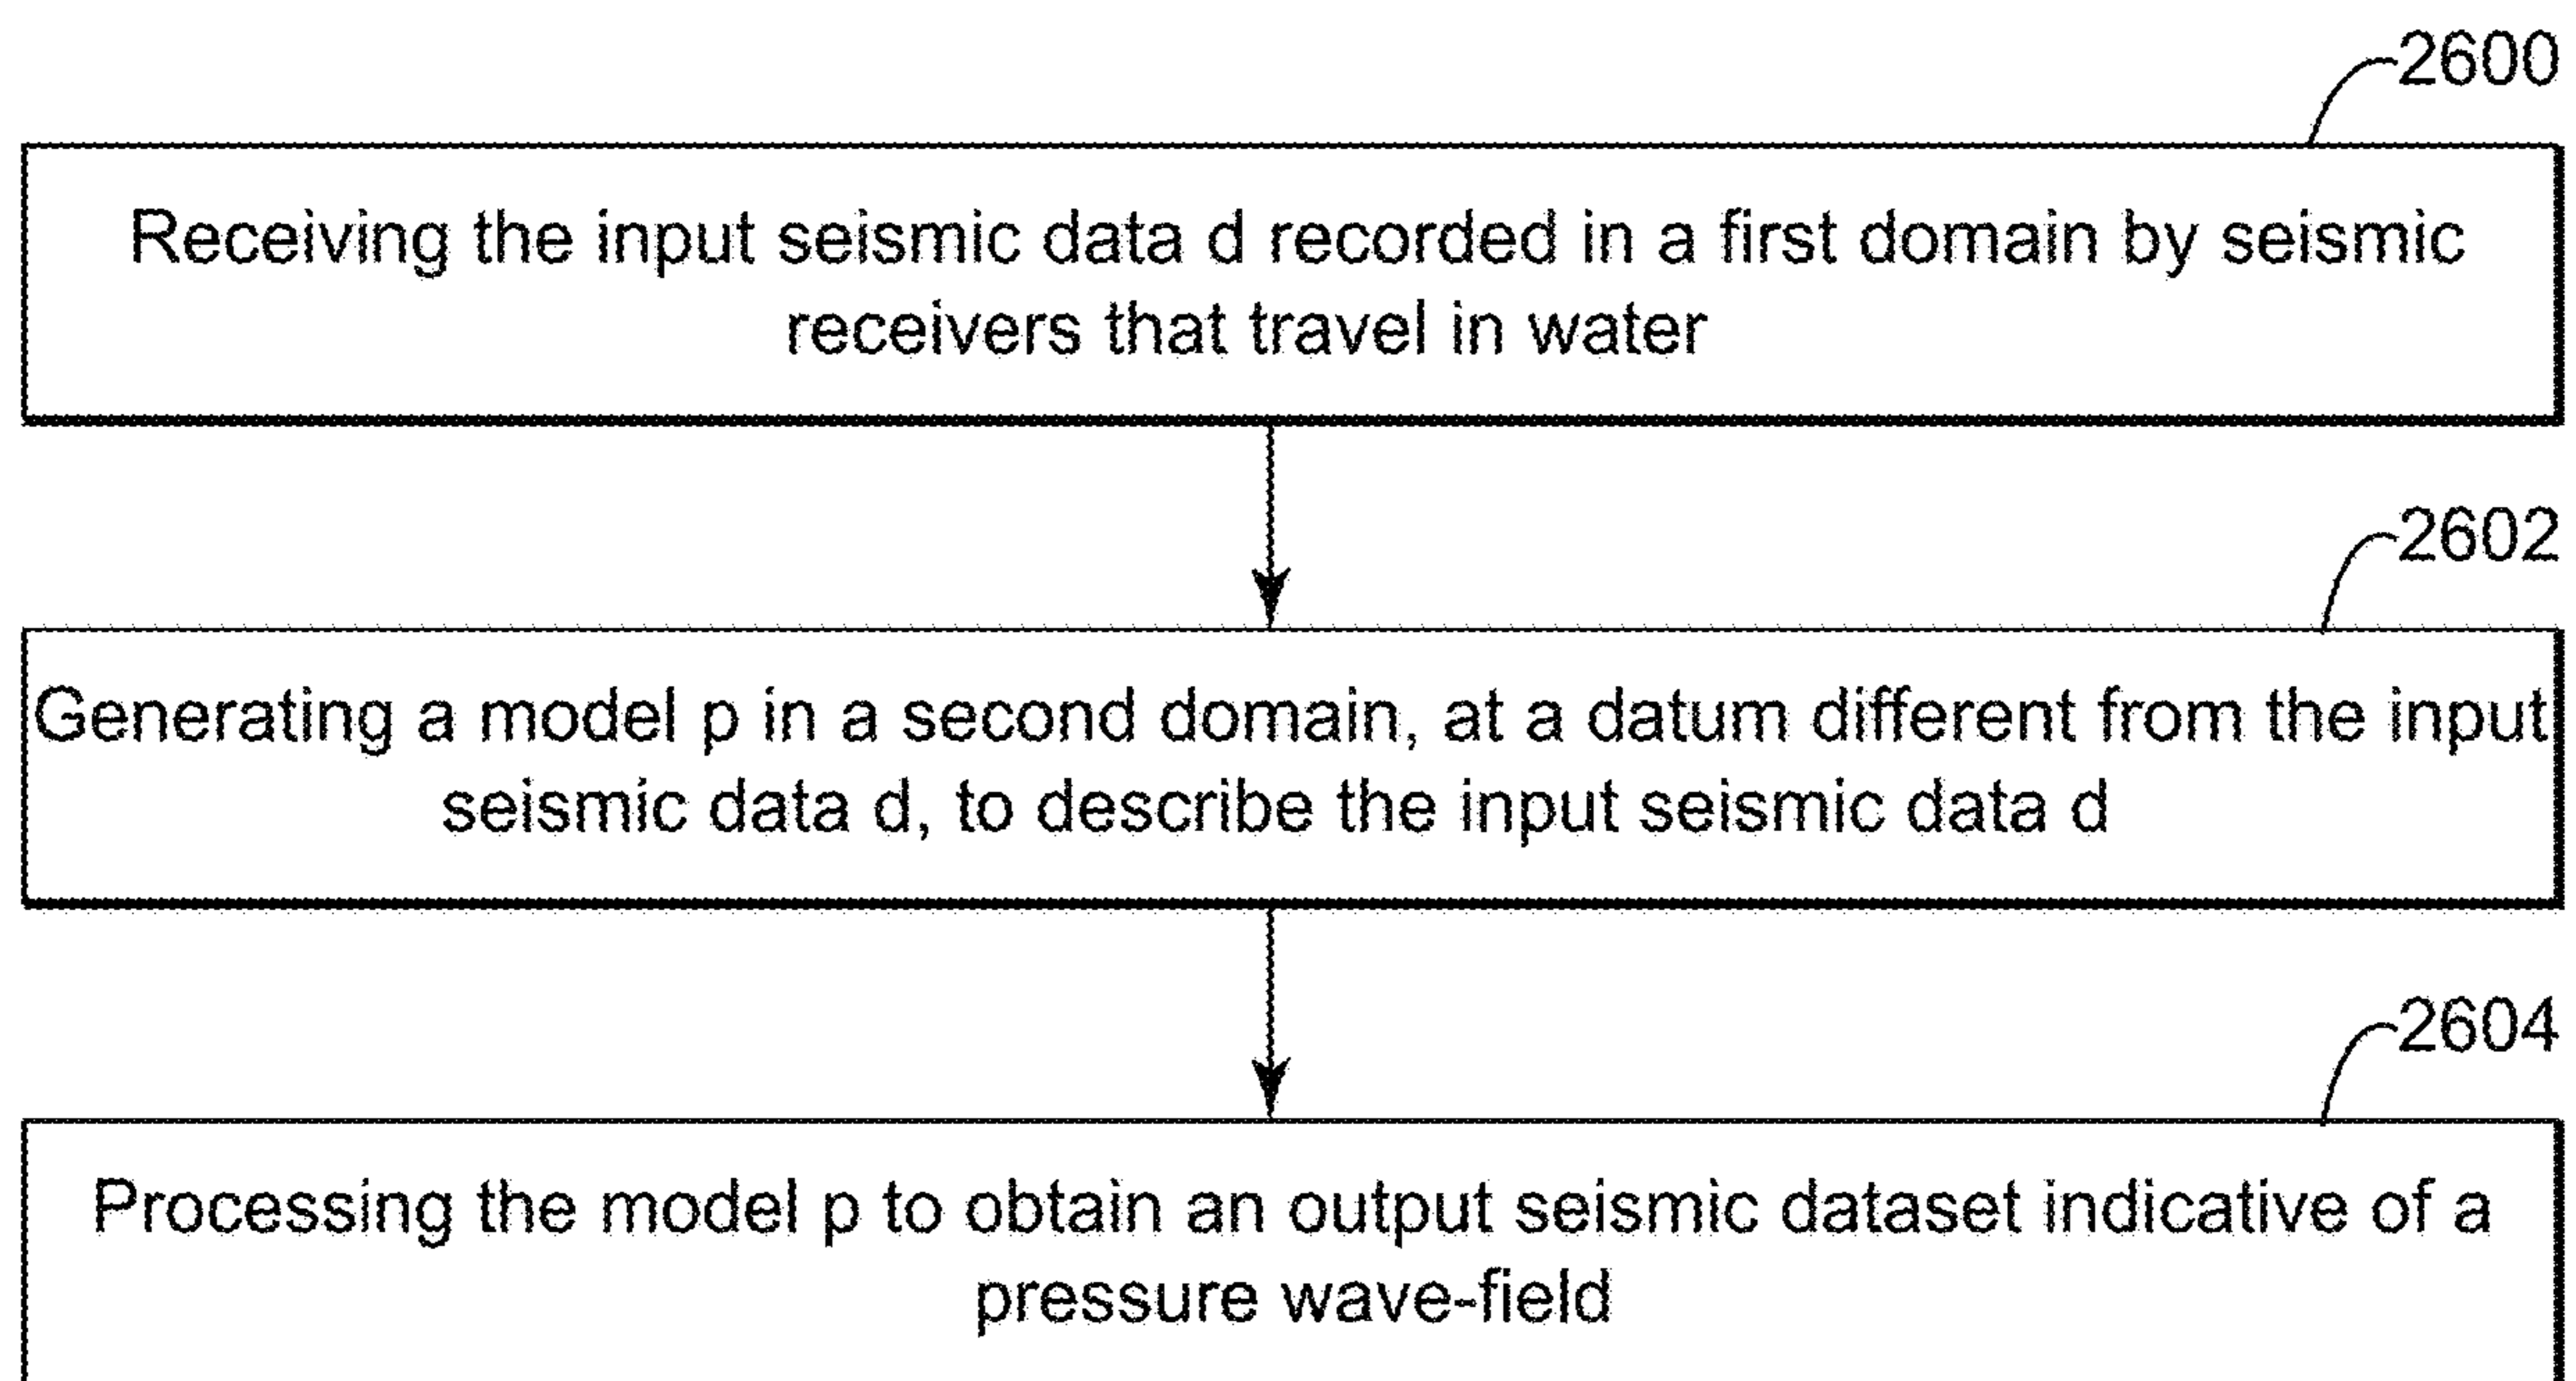 2600
Receiving the input seismic data d recorded in a first domain by seismic
receivers that travel in water
2602
Generating a model p in a second domain, at a datum different from the input
seismic data d, to describe the input seismic data d
2604
Processing the model p to obtain an output seismic dataset indicative of a
pressure wave-field